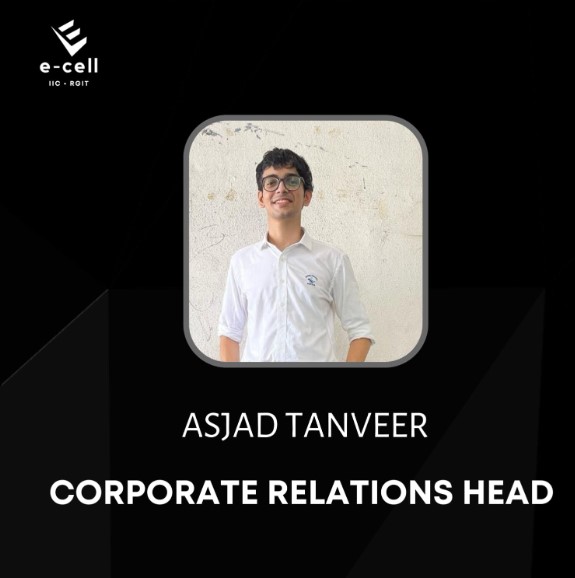 e-cell
IIC - RGIT
ASJAD TANVEER
CORPORATE RELATIONS HEAD